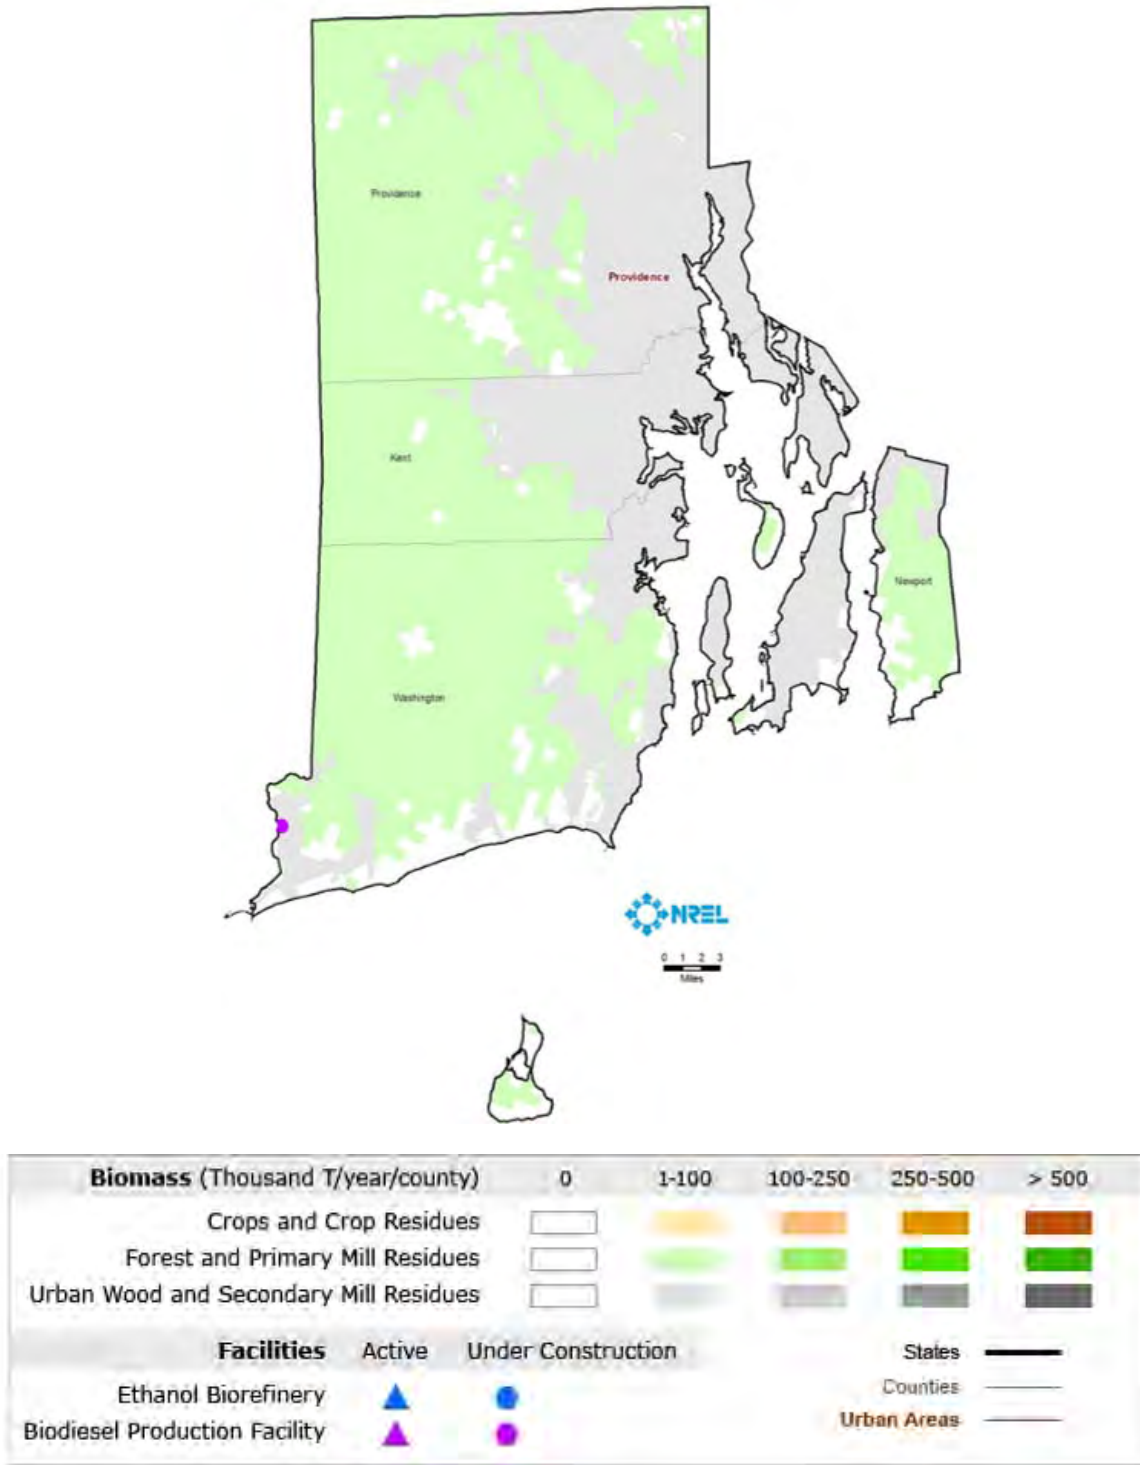 Providence
Providence
Kent
Newport
Washington
NREL
0 1 2 3
Miles
Biomass (Thousand T/year/county) 0 1-100 100-250 250-500 > 500
Crops and Crop Residues
Forest and Primary Mill Residues
Urban Wood and Secondary Mill Residues
Facilities Active Under Construction States
Counties
Ethanol Biorefinery
Urban Areas
Biodiesel Production Facility